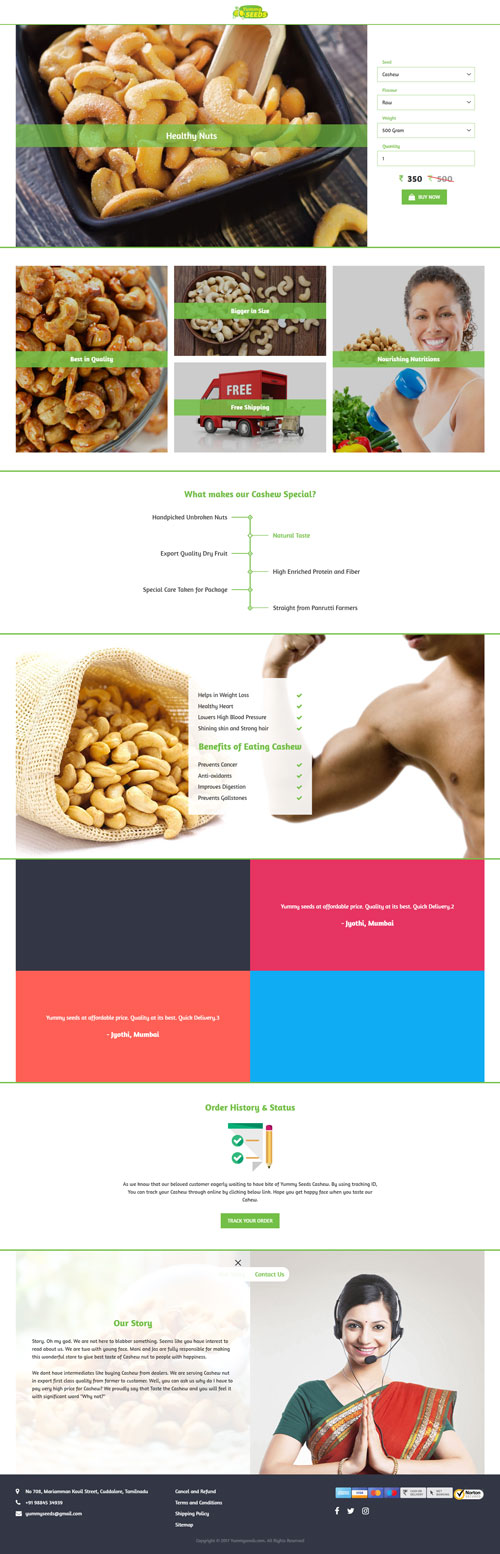 Yummy
SEEDS
Healthy Nuts
Seed
Cashew
Flavour
Raw
Weight
500 Gram
Quantity
1
₹ 350 ₹ 500
BUY NOW
Best in Quality
Bigger in Size
FREE
Free Shipping
Nourishing Nutritions
What makes our Cashew Special?
Handpicked Unbroken Nuts
Natural Taste
Export Quality Dry Fruit
High Enriched Protein and Fiber
Special Care Taken for Package
Straight from Panrutti Farmers
Helps in Weight Loss
Healthy Heart
Lowers High Blood Pressure
Shining skin and Strong hair
Benefits of Eating Cashew
Prevents Cancer
Anti-oxidants
Improves Digestion
Prevents Gallstones
Yummy seeds at affordable price. Quality at its best. Quick Delivery.2
- Jyothi, Mumbai
Yummy seeds at affordable price. Quality at its best. Quick Delivery.3
- Jyothi, Mumbai
Order History & Status
As we know that our beloved customer eagerly waiting to have bite of Yummy Seeds Cashew. By using tracking ID,
You can track your Cashew through online by clicking below link. Hope you get happy face when you taste our
Cahew.
TRACK YOUR ORDER
Contact Us
Our Story
Story. Oh my god. We are not here to blabber something. Seems like you have interest to
read about us. We are two with young face. Mani and Joe are fully responsible for making
this wonderful store to give best taste of Cashew nut to people with happiness.
We dont have intermediates like buying Cashew from dealers. We are serving Cashew nut
in export first class quality from farmer to customer. Well, you can ask us why do I have to
pay very high price for Cashew? We proudly say that Taste the Cashew and you will feel it
with significant word "Why not?"
No 708, Mariamman Kovil Street, Cuddalore, Tamilnadu
+91 98845 34939
yummyseeds@gmail.com
Cancel and Refund
Terms and Conditions
Shipping Policy
Sitemap
Norton
Copyright © 2017 Yummyseeds.com. All Rights Reserved